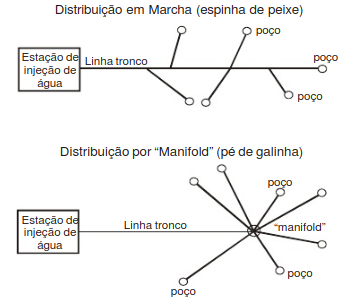 Distribuição em Marcha (espinha de peixe)
poço
poço
Estação de
injeção de
água
Linha tronco
poço
Distribuição por “Manifold” (pé de galinha)
poço
Estação de
injeção de
água
Linha tronco
“manifold”
poço
poço